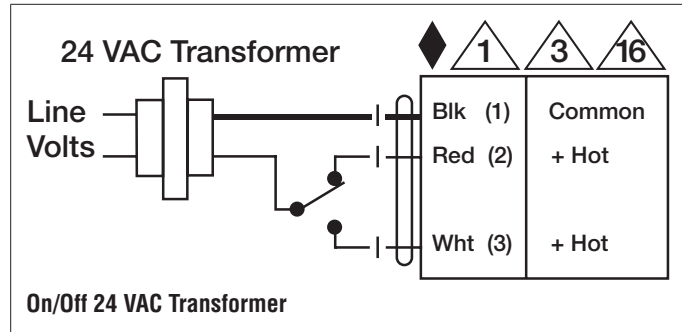 24 VAC Transformer
1 3 16
Line
Volts
Blk (1) Common
Red (2) + Hot
Wht (3) + Hot
On/Off 24 VAC Transformer